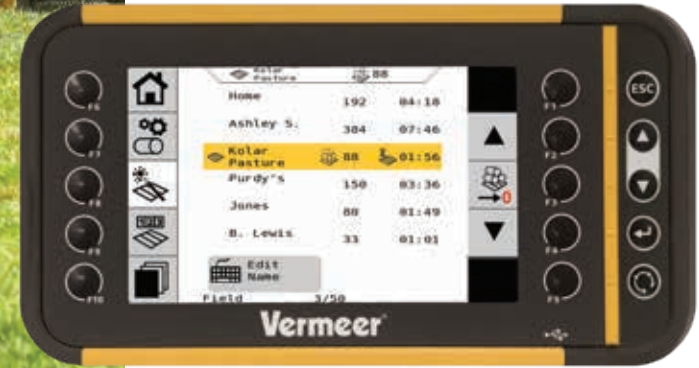 Kolar
Pasture 88
Home 192 04:18
Ashley S. 384 07:46
Kolar
Pasture 88 01:56
Purdy's 150 03:36
Jones 80 01:49
B. Lewis 33 01:01
Edit
Name
Field 3/50
F6
F7
F8
F9
F10
F1
F2
F3
F4
F5
0
ESC
Vermeer